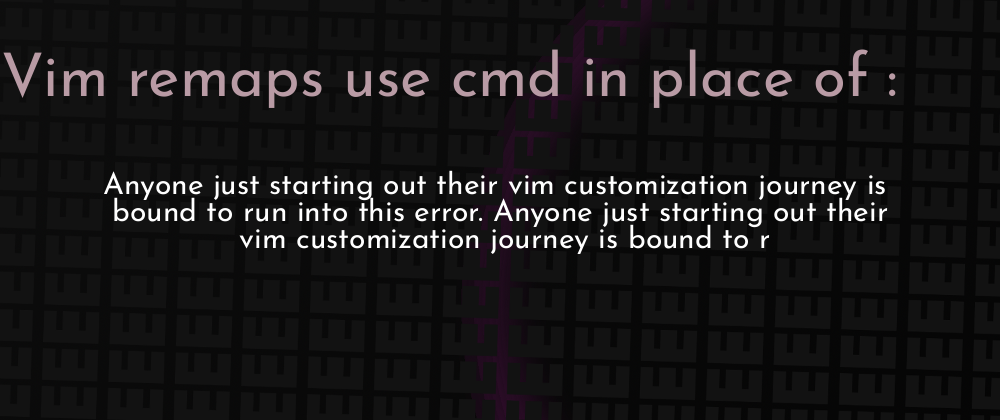 Vim remaps use cmd in place of :
Anyone just starting out their vim customization journey is
bound to run into this error. Anyone just starting out their
vim customization journey is bound to r